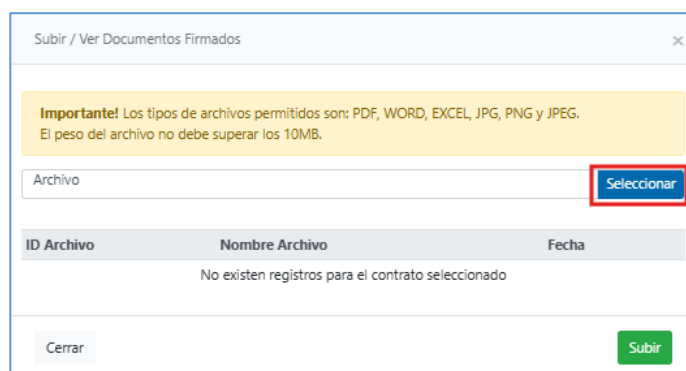 Subir / Ver Documentos Firmados ×
Importante! Los tipos de archivos permitidos son: PDF, WORD, EXCEL, JPG, PNG y JPEG.
El peso del archivo no debe superar los 10MB.
Archivo Seleccionar
ID Archivo Nombre Archivo Fecha
No existen registros para el contrato seleccionado
Cerrar Subir